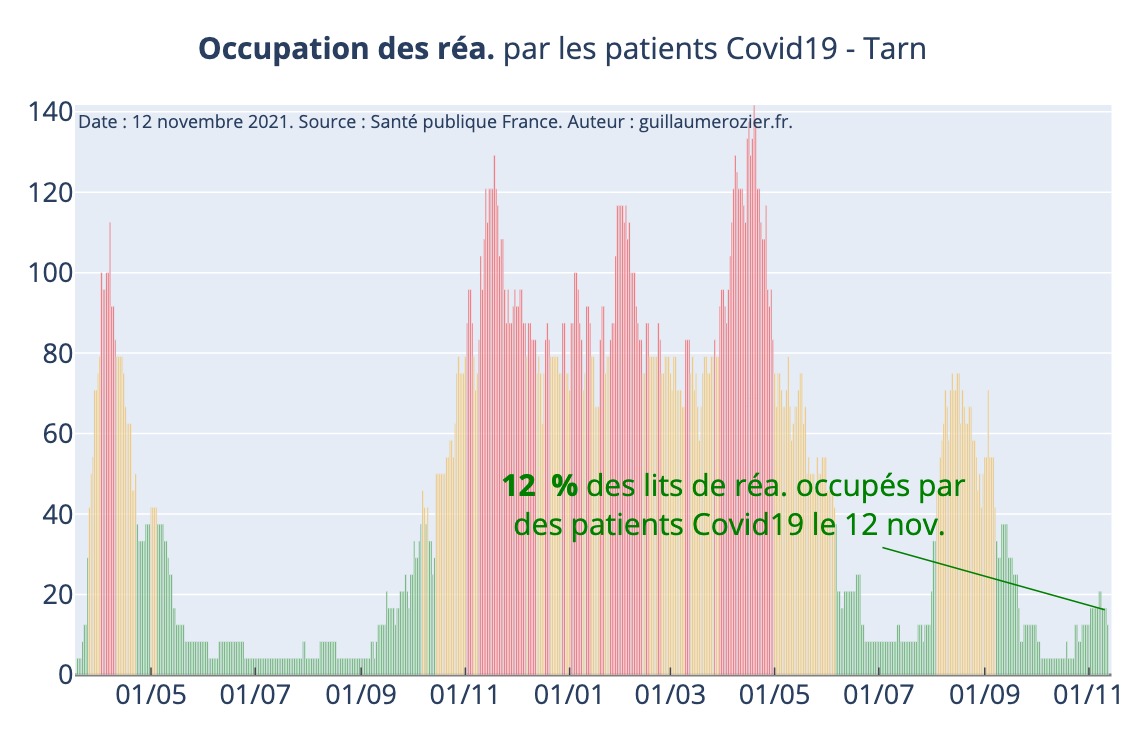 Occupation des réa. par les patients Covid19 - Tarn
140
Date : 12 novembre 2021. Source : Santé publique France. Auteur : guillaumerozier.fr.
120
100
80
60
12 % des lits de réa. occupés par
des patients Covid19 le 12 nov.
40
20
0
01/05 01/07 01/09 01/11 01/01 01/03 01/05 01/07 01/09 01/11